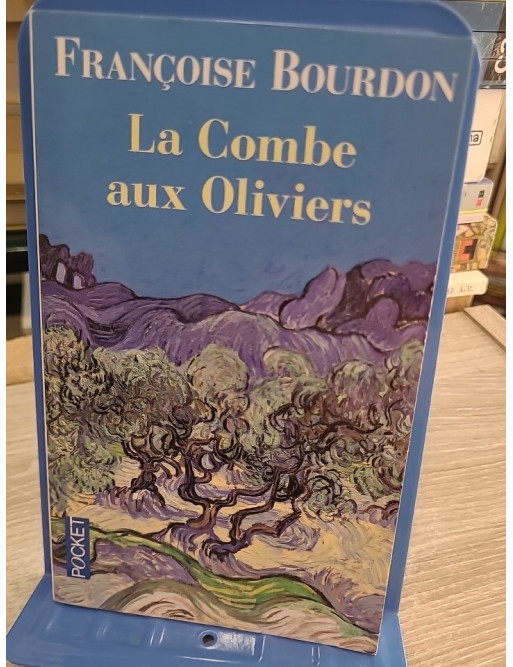 FRANÇOISE BOURDON
La Combe
aux Oliviers
POCKET